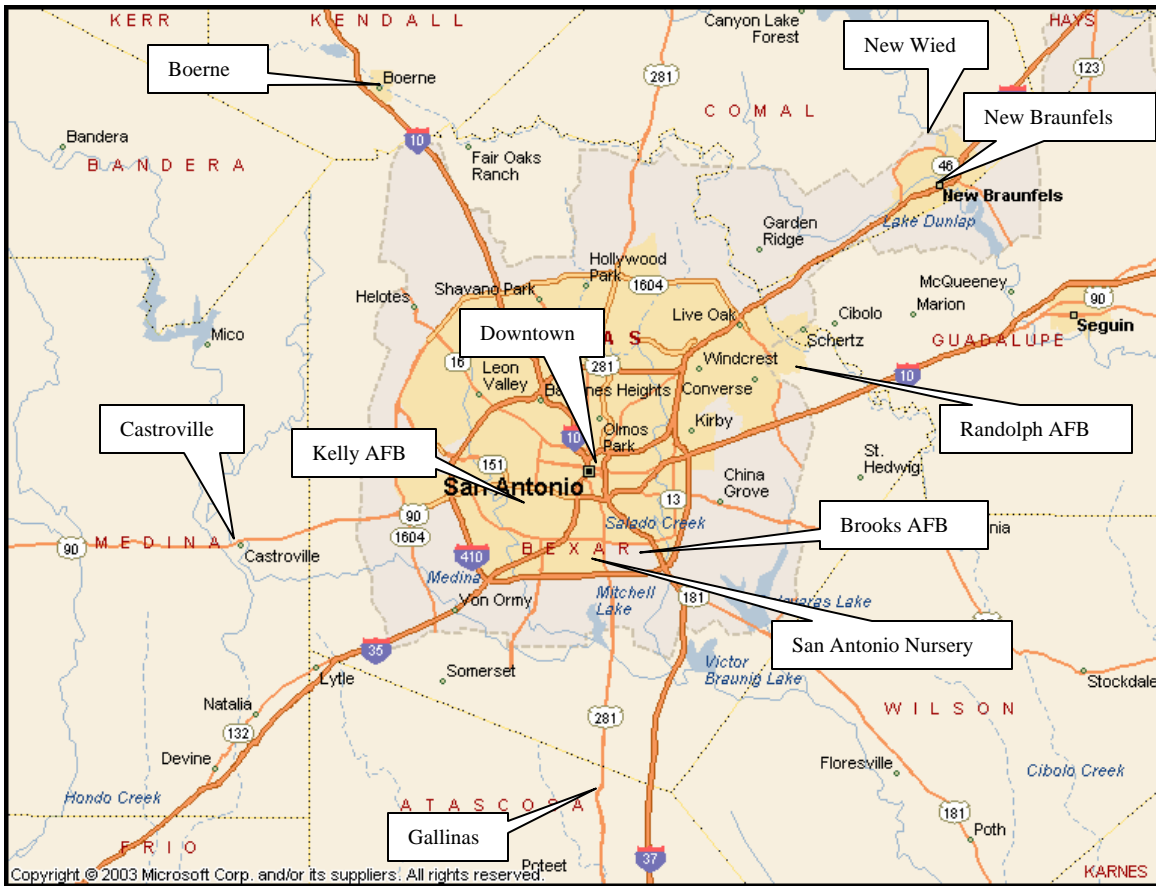 KERR
KENDALL
Canyon Lake
Forest
HAYS
New Wied
Boerne
Boerne
281
123
COMAL
New Braunfels
Bandera
BANDERA
10
Fair Oaks
Ranch
46
New Braunfels
Lake Dunlap
Garden
Ridge
Hollywood
Park
1604
Shavano Park
Helotes
McQueeney
Marion
90
Seguin
Live Oak
Cibolo
Schertz
GUADALUPE
Downtown
AS
Mico
16
Leon
Valley
281
Windcrest
Converse
10
Heights
Castroville
Kelly AFB
Olmos
Park
Kirby
Randolph AFB
10
151
San Antonio
St.
Hedwig
China
Grove
13
90
Salado Creek
Brooks AFB
90
MEDINA
1604
Castroville
410
BEXAR
Medina
Mitchell
Lake
181
Lake
Von Ormy
San Antonio Nursery
35
Lytle
Somerset
Victor
Braunig Lake
Stockdale
Natalia
132
281
WILSON
Devine
Floresville
Hondo Creek
Cibolo Creek
ATASCOSA
181
Gallinas
Poth
FRIO
Poteet
37
KARNES
Copyright © 2003 Microsoft Corp. and/or its suppliers. All rights reserved.